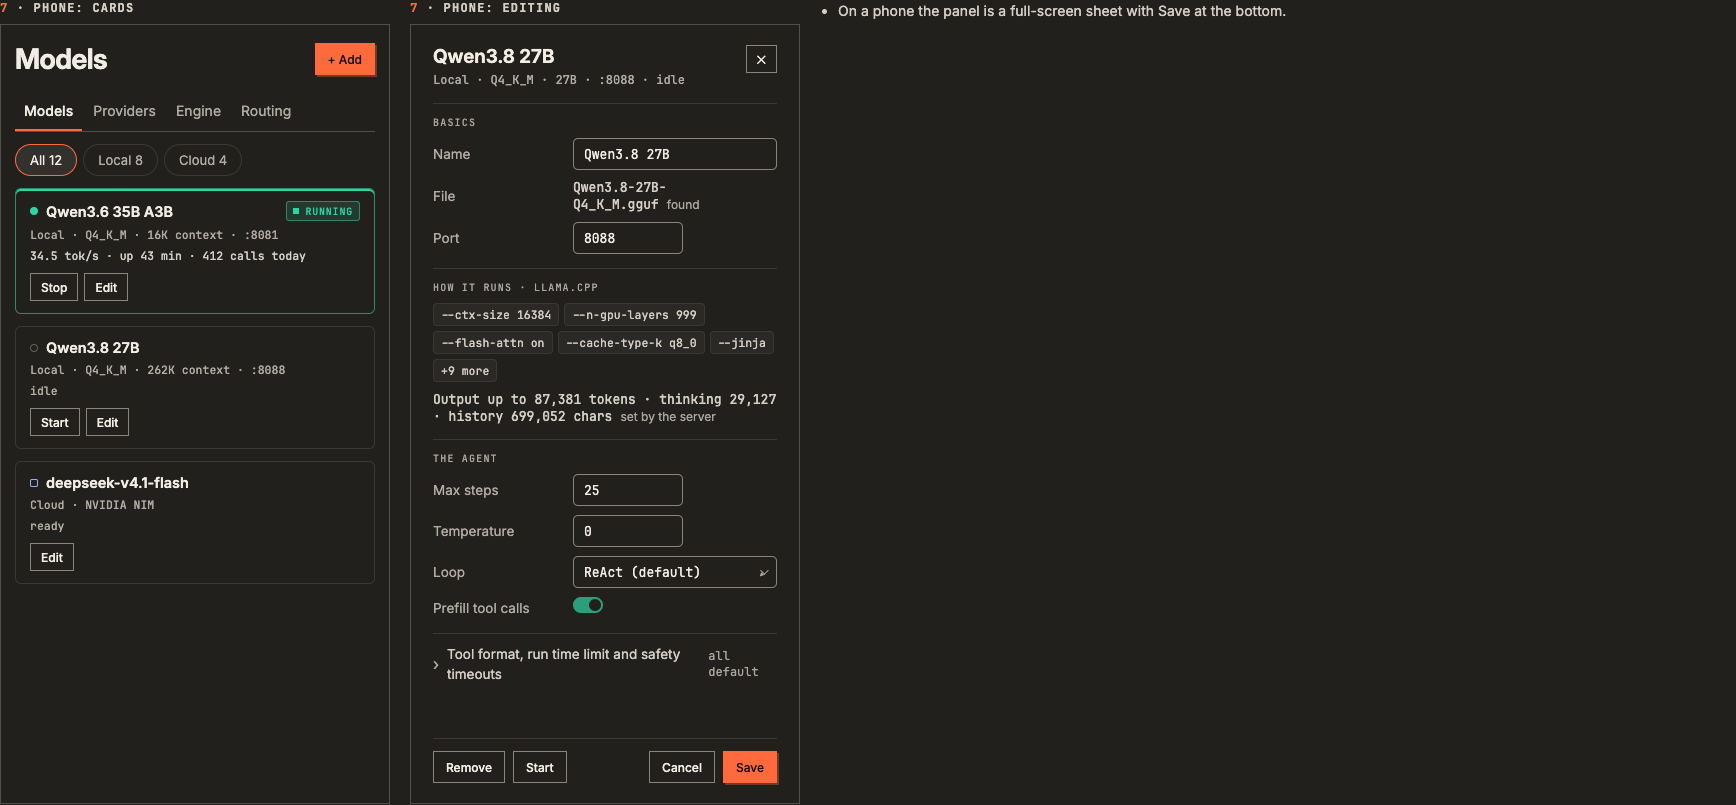 7 · PHONE: CARDS
Models
+ Add
Models Providers Engine Routing
All 12 Local 8 Cloud 4
Qwen3.6 35B A3B
RUNNING
Local · Q4_K_M · 16K context · :8081
34.5 tok/s · up 43 min · 412 calls today
Stop Edit
Qwen3.8 27B
Local · Q4_K_M · 262K context · :8088
idle
Start Edit
deepseek-v4.1-flash
Cloud · NVIDIA NIM
ready
Edit
7 · PHONE: EDITING
Qwen3.8 27B
Local · Q4_K_M · 27B · :8088 · idle
BASICS
Name Qwen3.8 27B
File Qwen3.8-27B-
Q4_K_M.gguf found
Port 8088
HOW IT RUNS · LLAMA.CPP
--ctx-size 16384 --n-gpu-layers 999
--flash-attn on --cache-type-k q8_0 --jinja
+9 more
Output up to 87,381 tokens · thinking 29,127
· history 699,052 chars set by the server
THE AGENT
Max steps 25
Temperature 0
Loop ReAct (default)
Prefill tool calls
Tool format, run time limit and safety
timeouts
all
default
Remove Start Cancel Save
• On a phone the panel is a full-screen sheet with Save at the bottom.